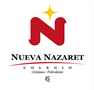 NUEVA NAZARET
COLEGIO
Cristiano - Polivalente